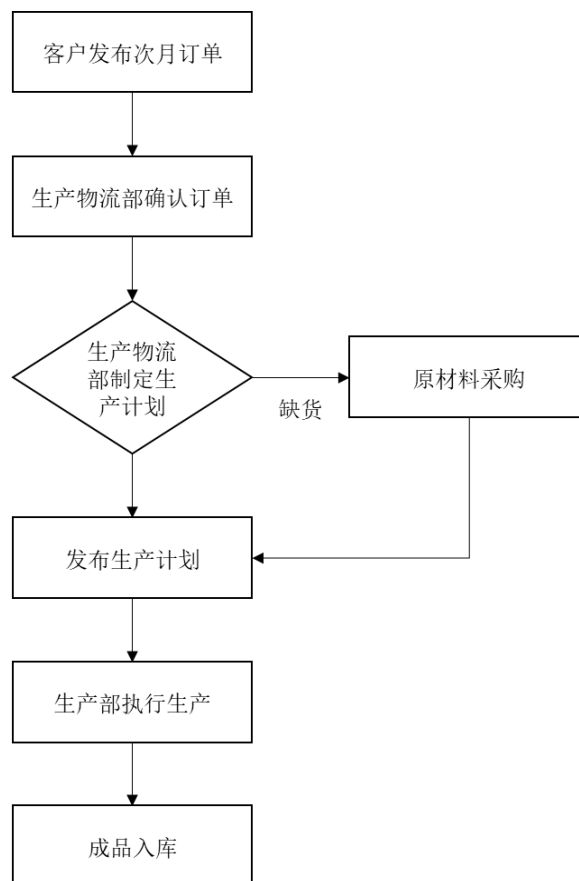 客户发布次月订单
生产物流部确认订单
生产物流
部制定生
产计划
原材料采购
缺货
发布生产计划
生产部执行生产
成品入库